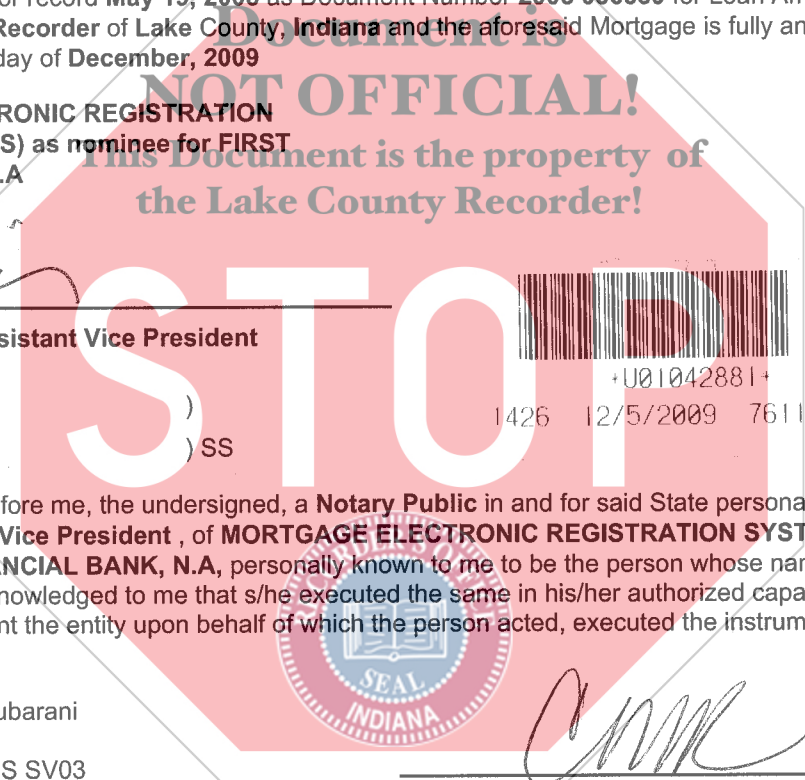 or record May 15, 2008 as Document Number
for Loan Am
Recorder of Lake County, Indiana and the aforesaid Mortgage is fully an
day of December, 2009
Document is
NOT OFFICIAL!
This Document is the property of
the Lake County Recorder!
RONIC REGISTRATION
S) as nominee for FIRST
.A
STOP
sistant Vice President
+U01042881+
1426 12/5/2009 7611
)
) SS
fore me, the undersigned, a Notary Public in and for said State persona
Vice President , of MORTGAGE ELECTRONIC REGISTRATION SYST
NCIAL BANK, N.A, personally known to me to be the person whose nam
nowledged to me that s/he executed the same in his/her authorized capa
nt the entity upon behalf of which the person acted, executed the instrum
RECORDER'S OFFIC
SEAL
INDIANA
ubarani
S SV03